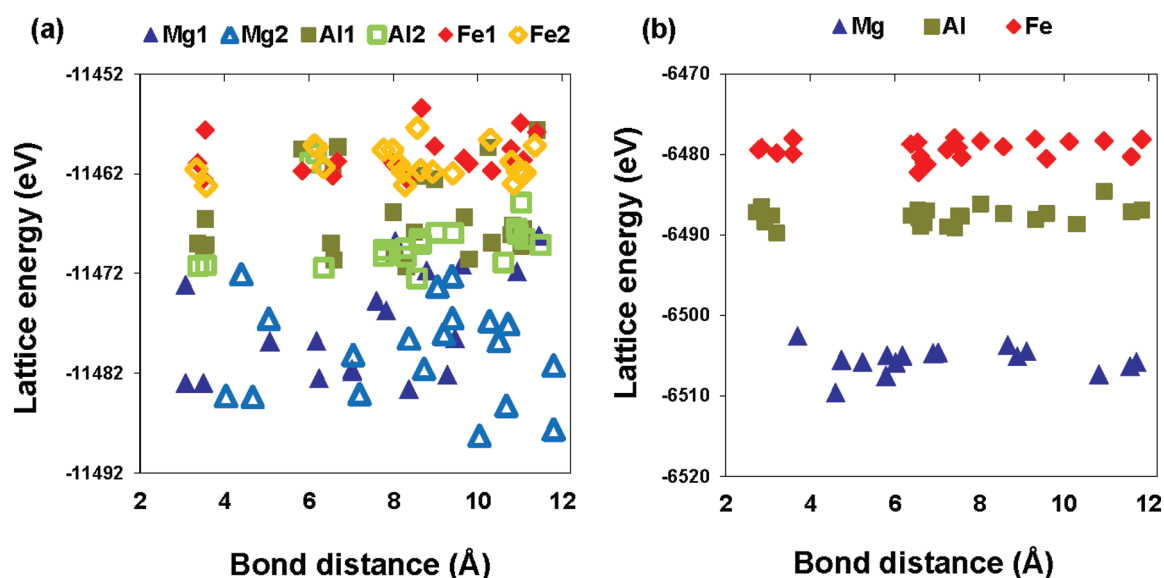 (a) Mg1 Mg2 Al1 Al2 Fe1 Fe2
-11452
-11462
-11472
-11482
-11492
Lattice energy (eV)
2 4 6 8 10 12
Bond distance (Å)
(b) Mg Al Fe
-6470
-6480
-6490
-6500
-6510
-6520
Lattice energy (eV)
2 4 6 8 10 12
Bond distance (Å)